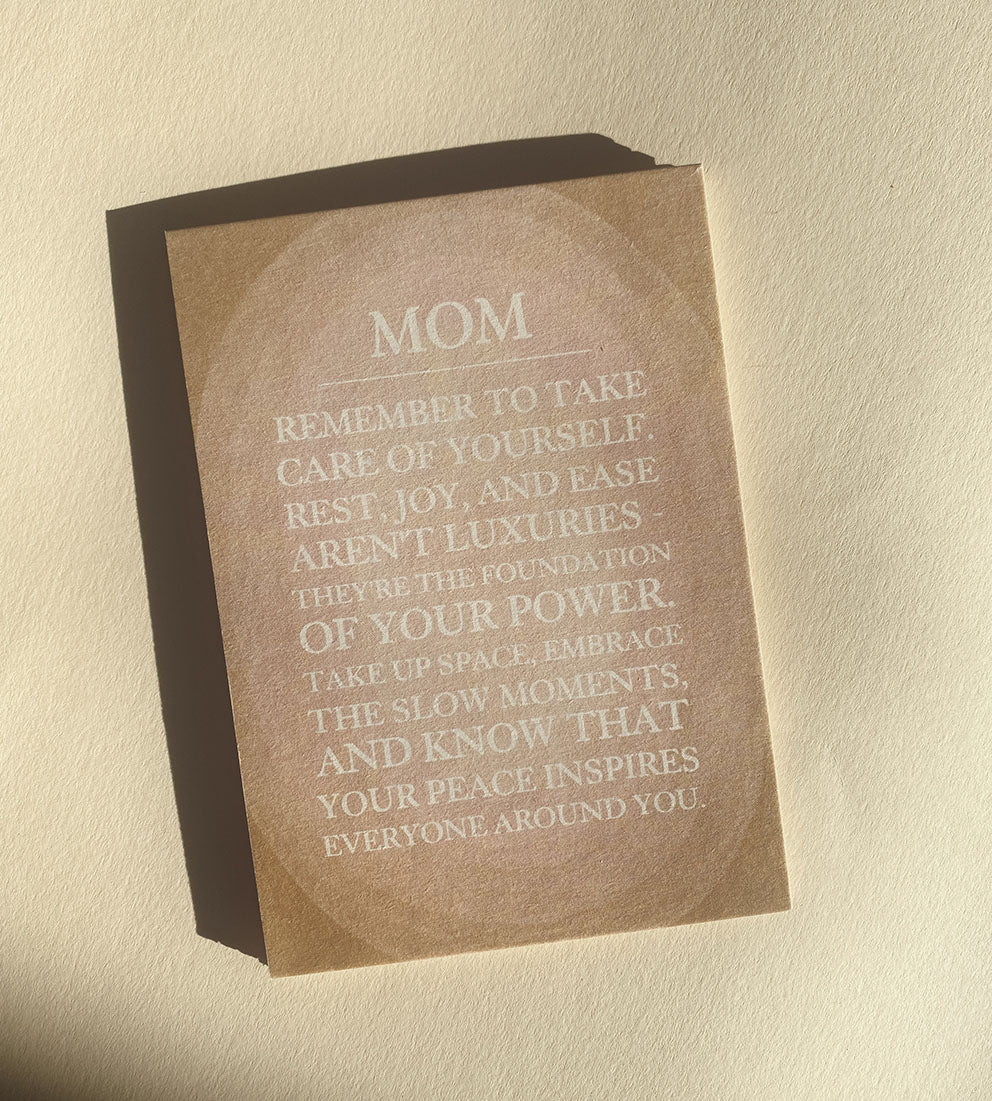 MOM
REMEMBER TO TAKE
CARE OF YOURSELF.
REST, JOY, AND EASE
AREN'T LUXURIES -
THEY'RE THE FOUNDATION
OF YOUR POWER.
TAKE UP SPACE, EMBRACE
THE SLOW MOMENTS,
AND KNOW THAT
YOUR PEACE INSPIRES
EVERYONE AROUND YOU.